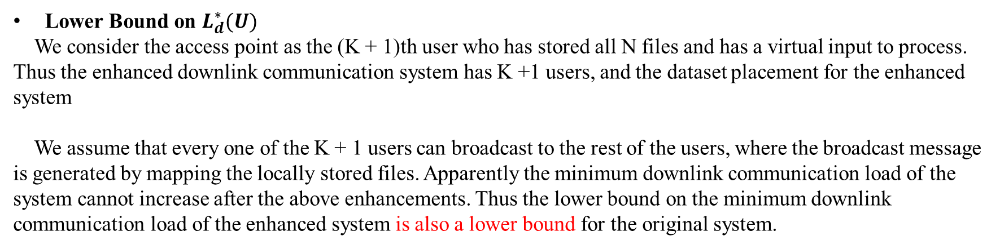 • Lower Bound on L*d(U)
We consider the access point as the (K + 1)th user who has stored all N files and has a virtual input to process.
Thus the enhanced downlink communication system has K +1 users, and the dataset placement for the enhanced
system
We assume that every one of the K + 1 users can broadcast to the rest of the users, where the broadcast message
is generated by mapping the locally stored files. Apparently the minimum downlink communication load of the
system cannot increase after the above enhancements. Thus the lower bound on the minimum downlink
communication load of the enhanced system is also a lower bound for the original system.